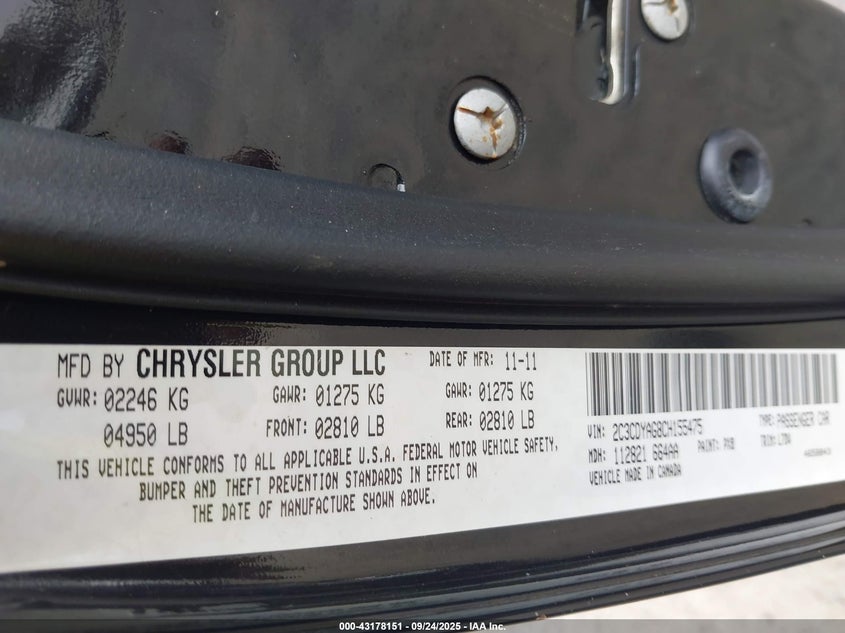 MFD BY CHRYSLER GROUP LLC DATE OF MFR: 11-11
GVWR: 02246 KG GAWR: 01275 KG GAWR: 01275 KG
04950 LB FRONT: 02810 LB REAR: 02810 LB
THIS VEHICLE CONFORMS TO ALL APPLICABLE U.S.A. FEDERAL MOTOR VEHICLE SAFETY,
BUMPER AND THEFT PREVENTION STANDARDS IN EFFECT ON
THE DATE OF MANUFACTURE SHOWN ABOVE.
VIN: 2C3CDYAG8CH155475 TYPE: PASSENGER CAR
MDH: 112821 684AA PAINT: PX8 TRIM: LTDV
VEHICLE MADE IN CANADA
000-43178151 - 09/24/2025 - IAA Inc.